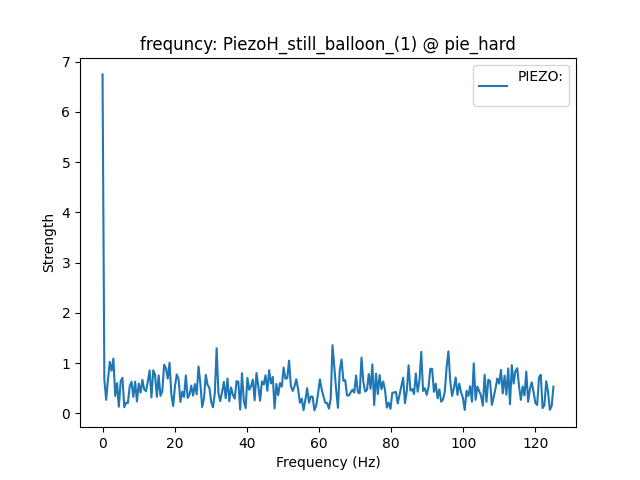 frequncy: PiezoH_still_balloon_(1) @ pie_hard
PIEZO:
Strength
7
6
5
4
3
2
1
0
0 20 40 60 80 100 120
Frequency (Hz)